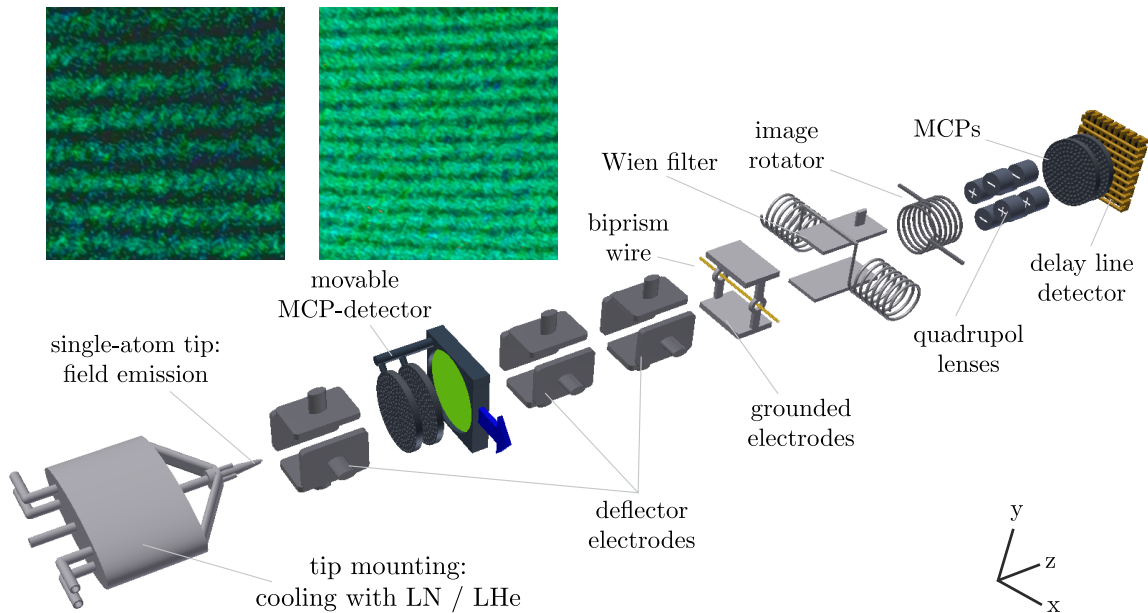 image
rotator
MCPs
Wien filter
biprism
wire
delay line
detector
movable
MCP-detector
quadrupol
lenses
single-atom tip:
field emission
grounded
electrodes
deflector
electrodes
tip mounting:
cooling with LN / LHe
y
z
x
+
-
-
-
+
+